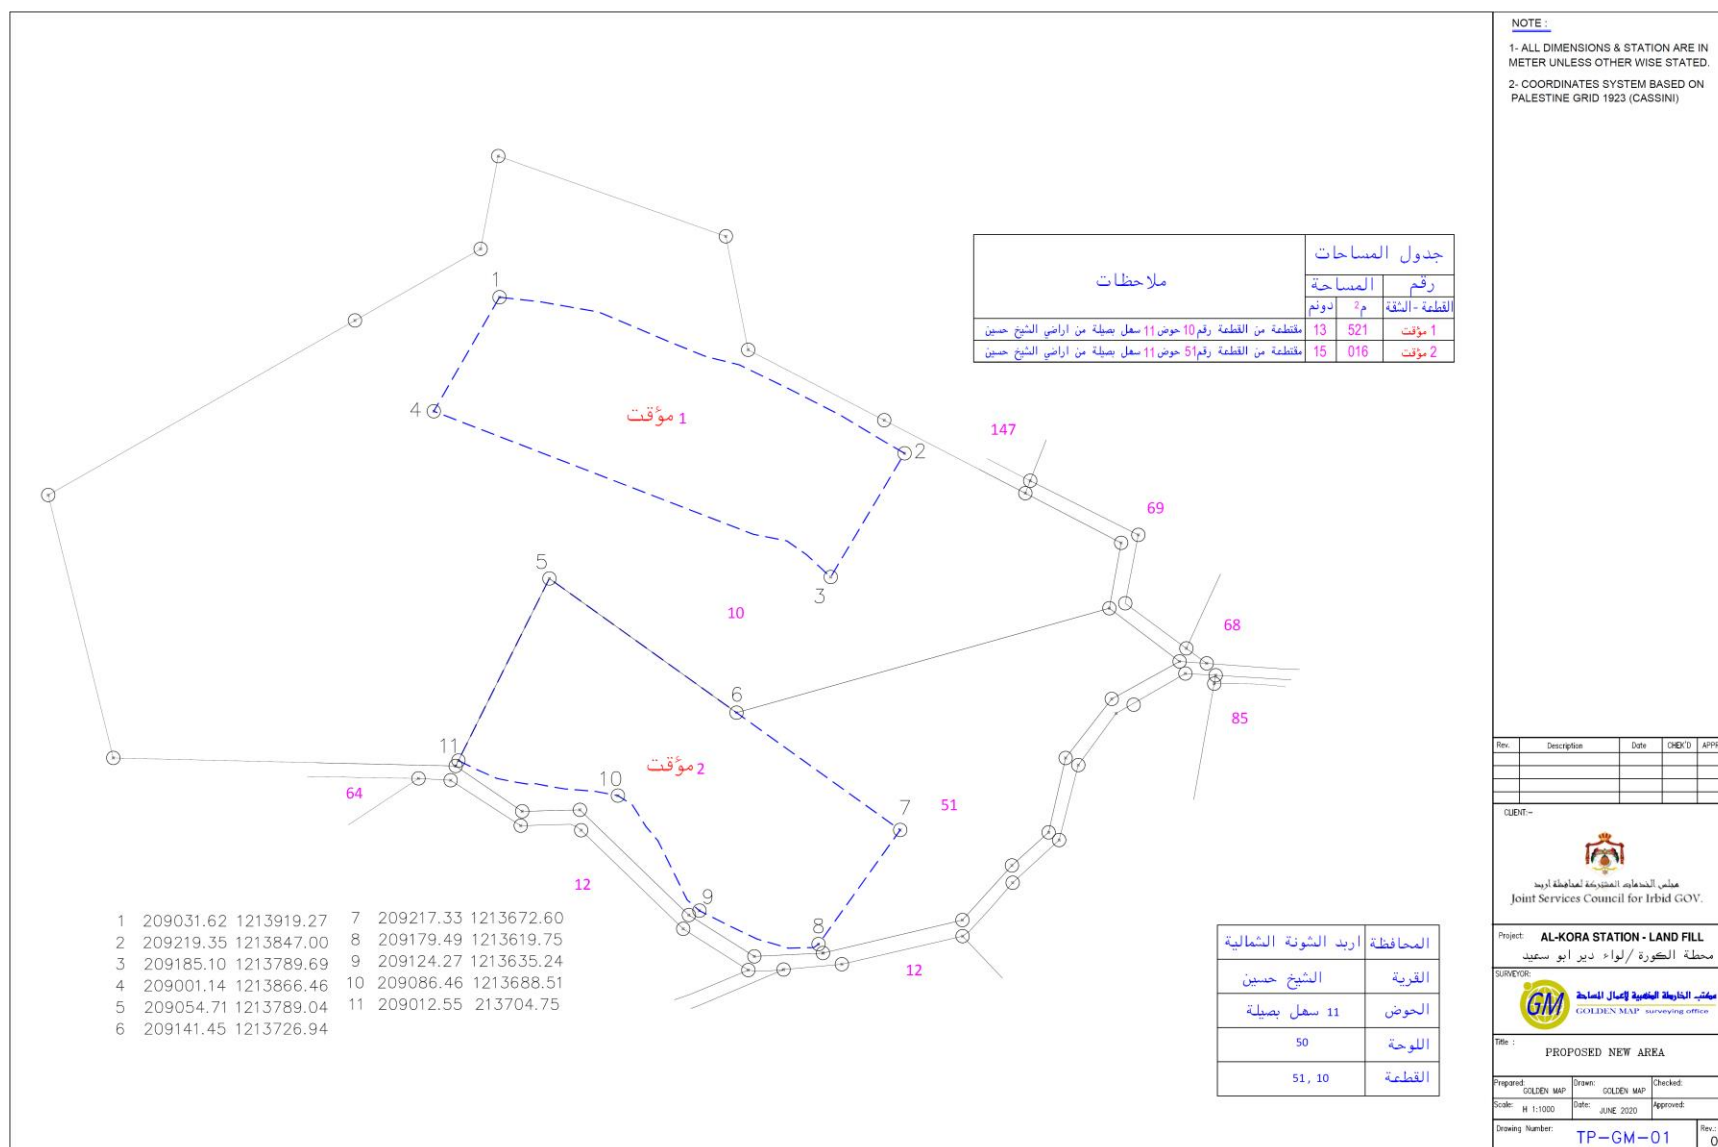 NOTE :
1- ALL DIMENSIONS & STATION ARE IN
METER UNLESS OTHER WISE STATED.
2- COORDINATES SYSTEM BASED ON
PALESTINE GRID 1923 (CASSINI)
جدول المساحات
ملاحظات
رقم
المساحة
القطعة - الشقة
م2
دونم
1 مؤقت
521
13
مقتطعة من القطعة رقم 10 حوض 11 سهل بصيلة من اراضي الشيخ حسين
2 مؤقت
016
15
مقتطعة من القطعة رقم 51 حوض 11 سهل بصيلة من اراضي الشيخ حسين
1
2
3
4
مؤقت 1
147
69
5
10
68
6
85
11
مؤقت 2
64
10
51
7
12
9
8
12
1 209031.62 1213919.27
2 209219.35 1213847.00
3 209185.10 1213789.69
4 209001.14 1213866.46
5 209054.71 1213789.04
6 209141.45 1213726.94
7 209217.33 1213672.60
8 209179.49 1213619.75
9 209124.27 1213635.24
10 209086.46 1213688.51
11 209012.55 213704.75
المحافظة اربد الشونة الشمالية
القرية الشيخ حسين
الحوض 11 سهل بصيلة
اللوحة 50
القطعة 51, 10
Rev. Description Date CHEK'D APPR
CLIENT:-
مجلس الخدمات المشتركة لمحافظة اربد
Joint Services Council for Irbid GOV.
Project: AL-KORA STATION - LAND FILL
محطة الكورة / لواء دير ابو سعيد
SURVEYOR:
GM
مكتب الخارطة الذهبية لاعمال المساحة
GOLDEN MAP surveying office
Title :
PROPOSED NEW AREA
Prepared: GOLDEN MAP Drawn: GOLDEN MAP Checked:
Scale: H 1:1000 Date: JUNE 2020 Approved:
Drawing Number: TP-GM-01 Rev.: 0